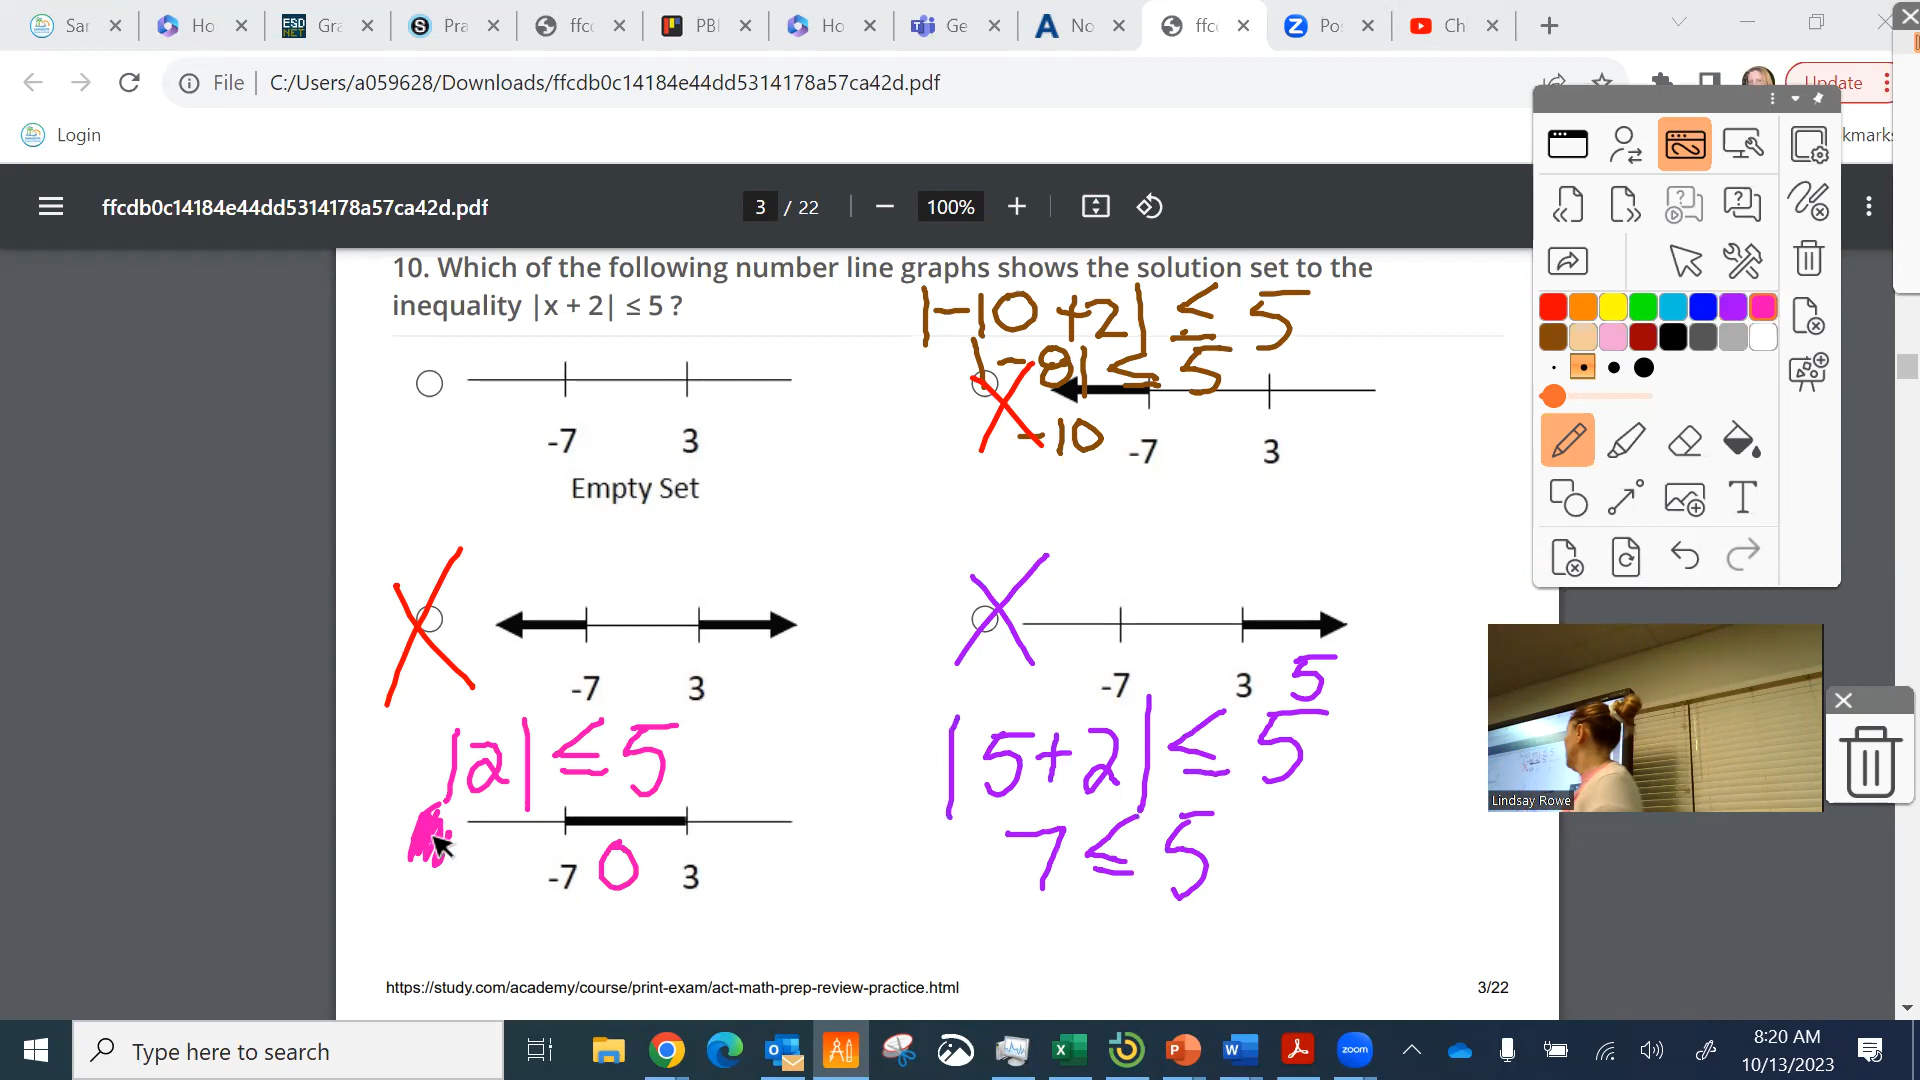 Sar
Ho
Gra
Pra
ffcc
PBI
Ho
Ge
No
ffc
Po
Ch
File
C:/Users/a059628/Downloads/ffcdb0c14184e44dd5314178a57ca42d.pdf
Update
Login
kmarks
ffcdb0c14184e44dd5314178a57ca42d.pdf
3 / 22
100%
10. Which of the following number line graphs shows the solution set to the
inequality |x + 2| ≤ 5 ?
|-10 +2| ≤ 5
|-8| ≤ 5
-10
-7 3
Empty Set
-7 3
-7 3
-7 3 5
|2| ≤ 5
|5+2| ≤ 5
7 ≤ 5
-7 0 3
Lindsay Rowe
https://study.com/academy/course/print-exam/act-math-prep-review-practice.html
3/22
Type here to search
zoom
8:20 AM
10/13/2023